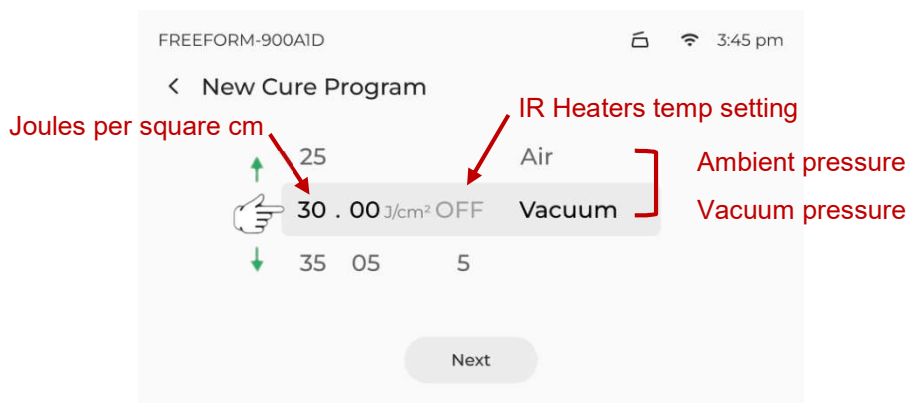 FREEFORM-900A1D 3:45 pm
< New Cure Program
IR Heaters temp setting
Joules per square cm
25 Air Ambient pressure
30 . 00 J/cm² OFF Vacuum Vacuum pressure
35 05 5
Next